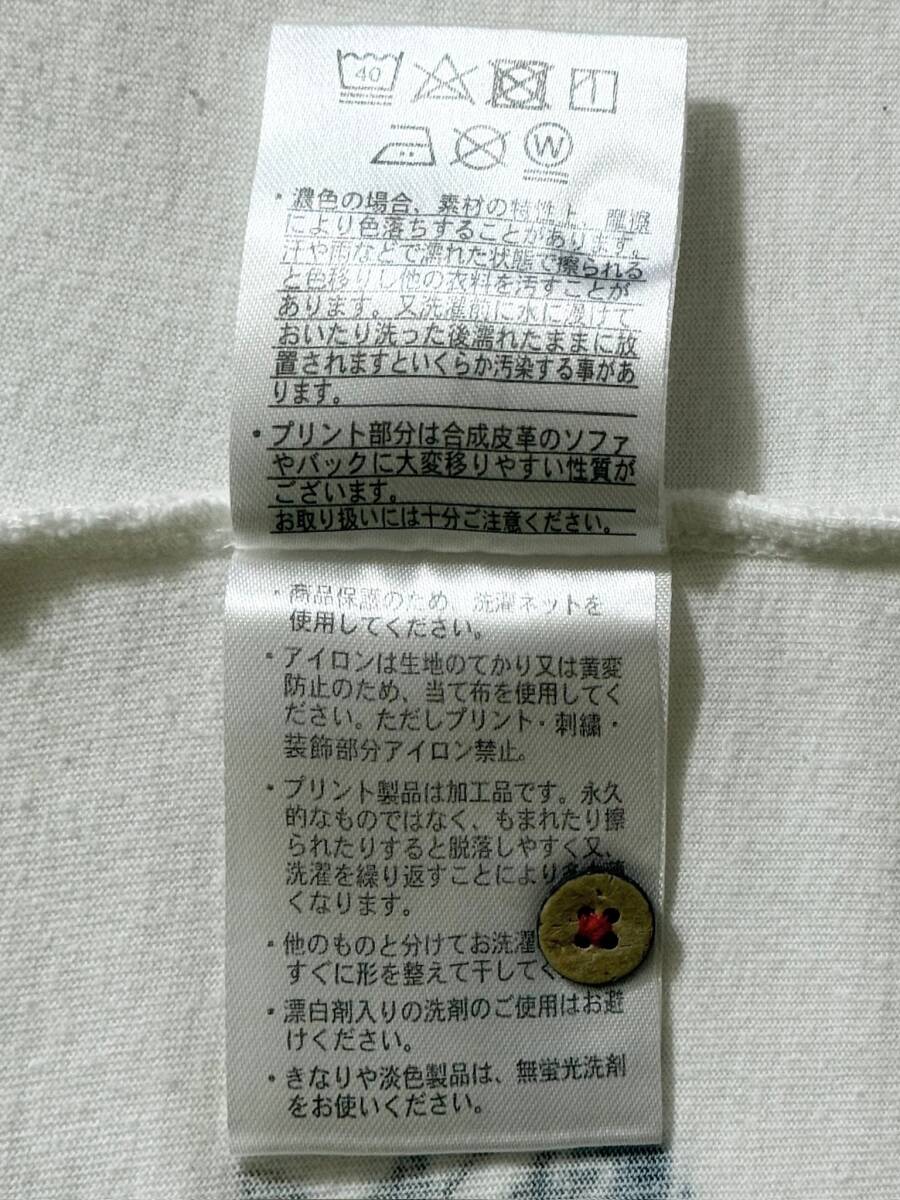 40
W
・濃色の場合、素材の特性上、
により色落ちすることがあります。
汗や雨などで濡れた状態で擦られる
と色移りし他の衣料を汚すことが
あります。又洗濯前に水に漬けて
おいたり洗った後濡れたままに放
置されますといくらか汚染する事があ
ります。
・プリント部分は合成皮革のソファ
やバックに大変移りやすい性質が
ございます。
お取り扱いには十分ご注意ください。
・商品保護のため、洗濯ネットを
使用してください。
・アイロンは生地のてかり又は黄変
防止のため、当て布を使用してく
ださい。ただしプリント・刺繍・
装飾部分アイロン禁止。
・プリント製品は加工品です。永久
的なものではなく、もまれたり擦
られたりすると脱落しやすく又、
洗濯を繰り返すことにより
くなります。
・他のものと分けてお洗濯
すぐに形を整えて干してく
・漂白剤入りの洗剤のご使用はお避
けください。
・きなりや淡色製品は、無蛍光洗剤
をお使いください。